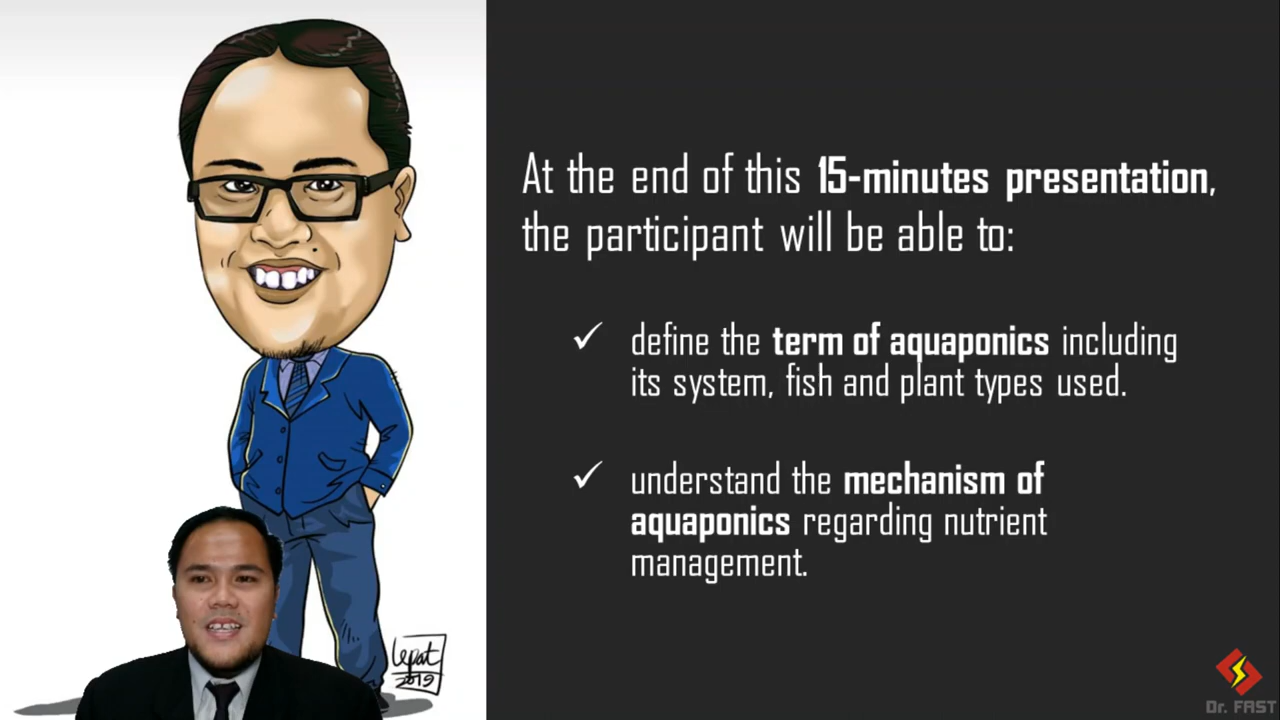 At the end of this 15-minutes presentation,
the participant will be able to:
define the term of aquaponics including
its system, fish and plant types used.
understand the mechanism of
aquaponics regarding nutrient
management.
Lepat
2019
Dr. FAST